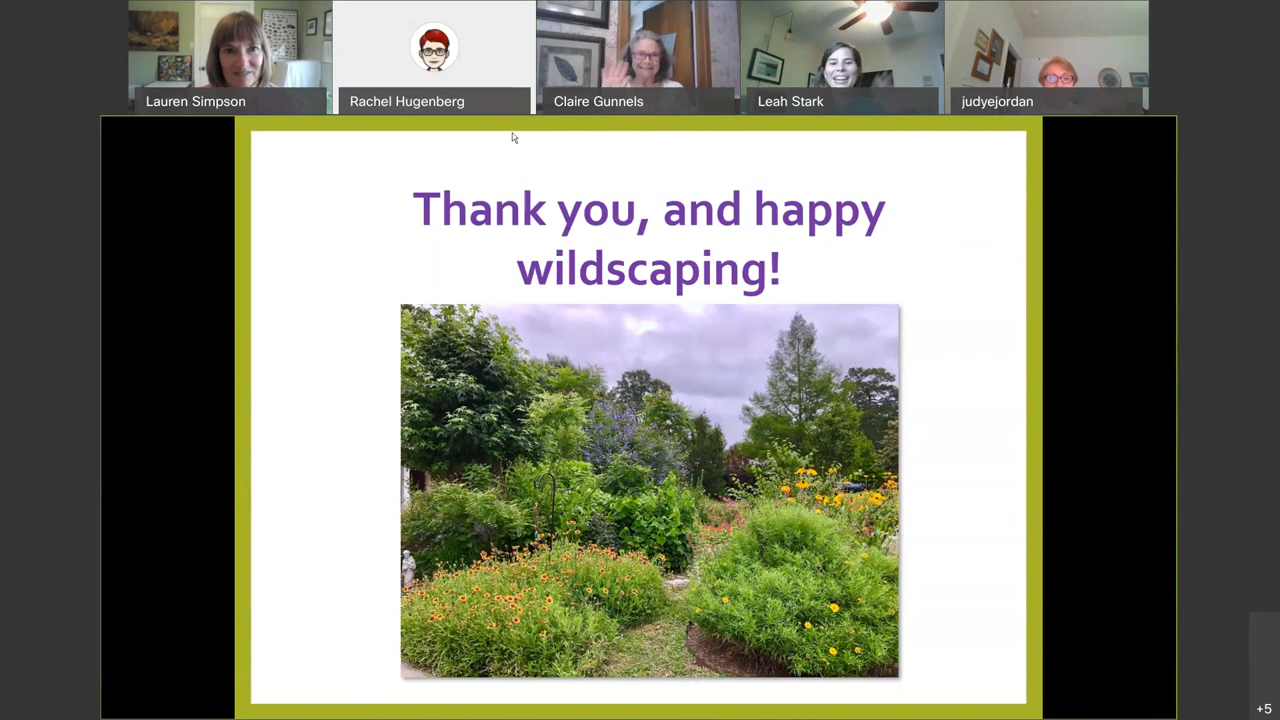 Lauren Simpson
Rachel Hugenberg
Claire Gunnels
Leah Stark
judyejordan
Thank you, and happy
wildscaping!
+5